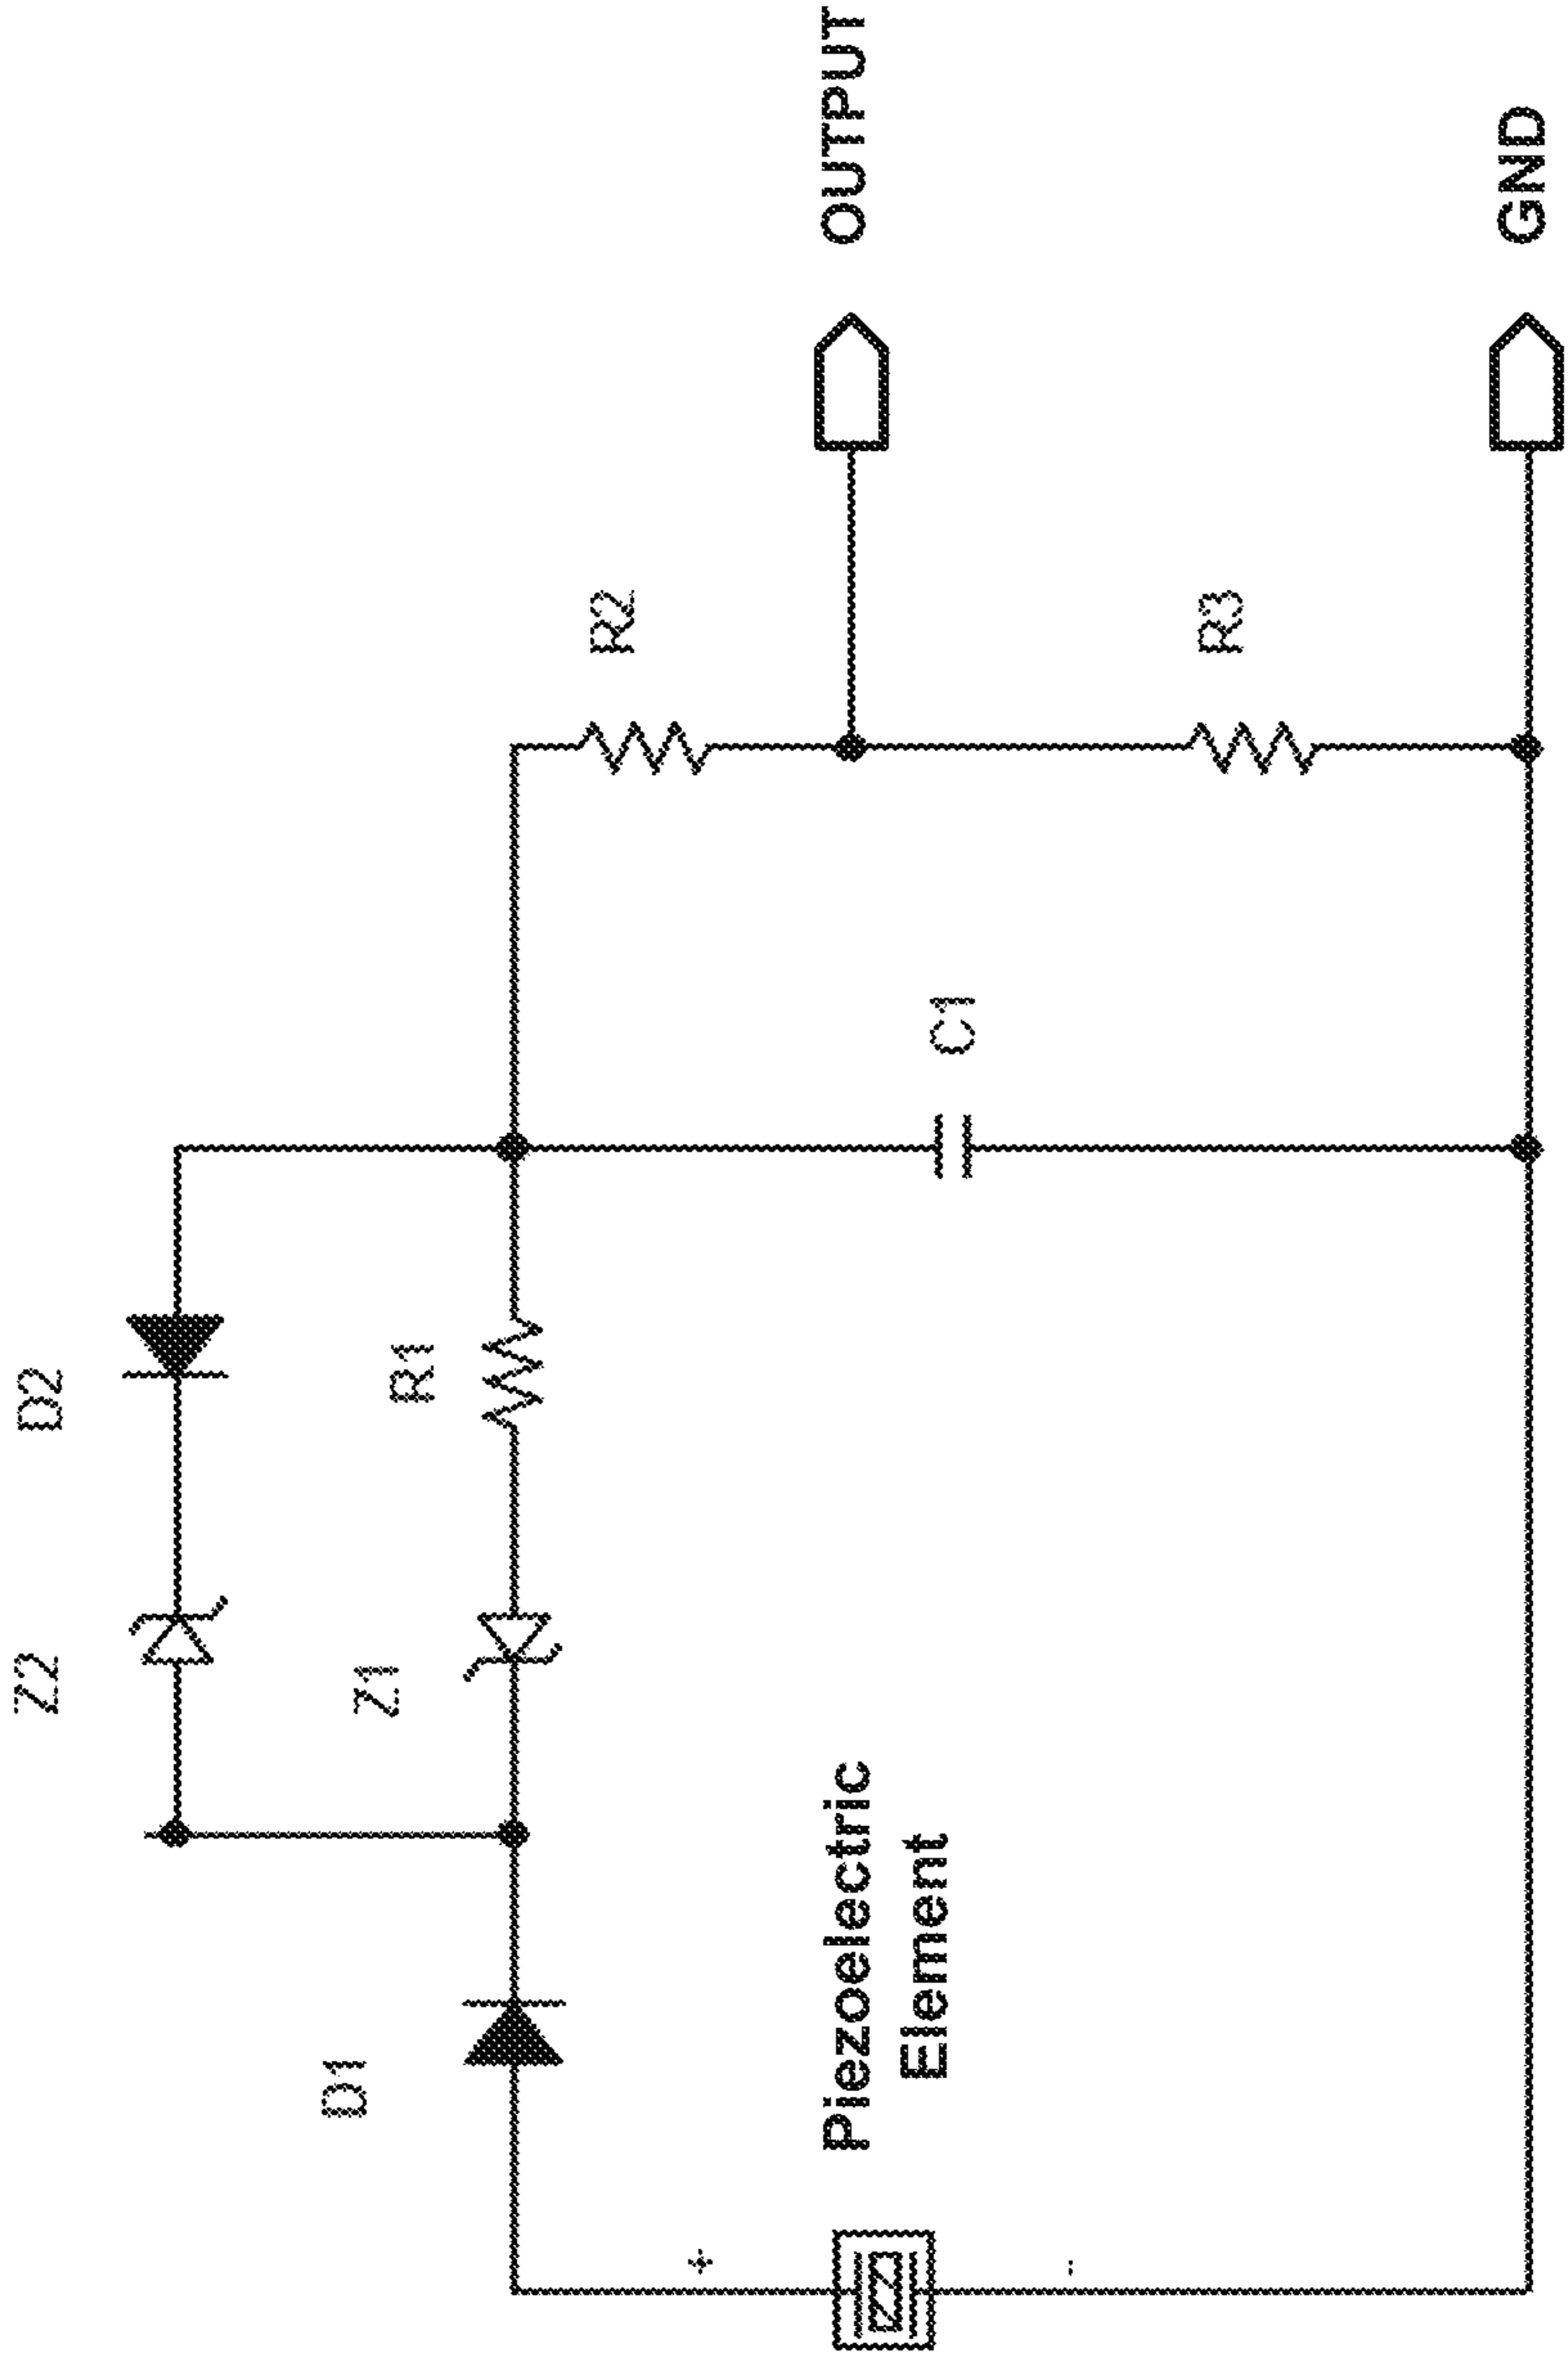 Z2
D2
D1
Z1
R1
R2
OUTPUT
C1
R3
GND
+
Piezoelectric
Element
-